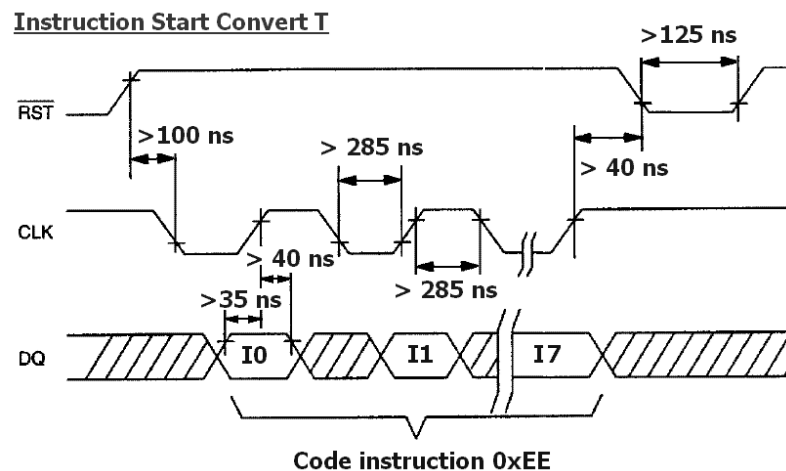 Instruction Start Convert T
>125 ns
RST
>100 ns
> 285 ns
> 40 ns
CLK
> 40 ns
>35 ns
> 285 ns
DQ
I0
I1
I7
Code instruction 0xEE